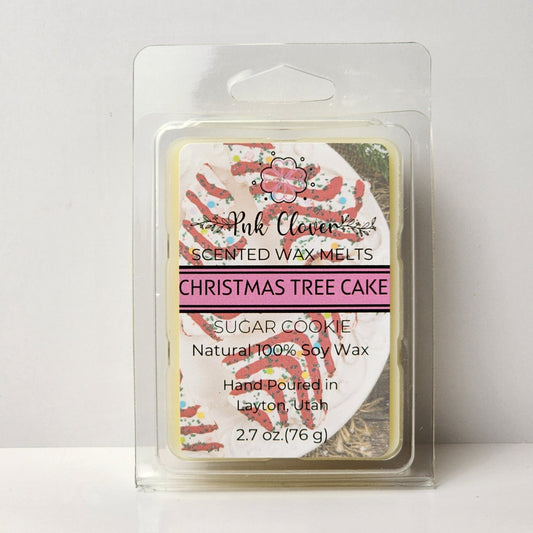 Pnk Clover
SCENTED WAX MELTS
CHRISTMAS TREE CAKE
SUGAR COOKIE
Natural 100% Soy Wax
Hand Poured in
Layton, Utah
2.7 oz.(76 g)